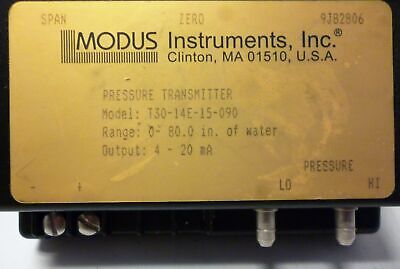 SPAN ZERO 9J82806
MODUS Instruments, Inc.®
Clinton, MA 01510, U.S.A.
PRESSURE TRANSMITTER
Model: T30-14E-15-090
Range: 0- 80.0 in. of water
Output: 4 - 20 mA
PRESSURE
- + LO HI